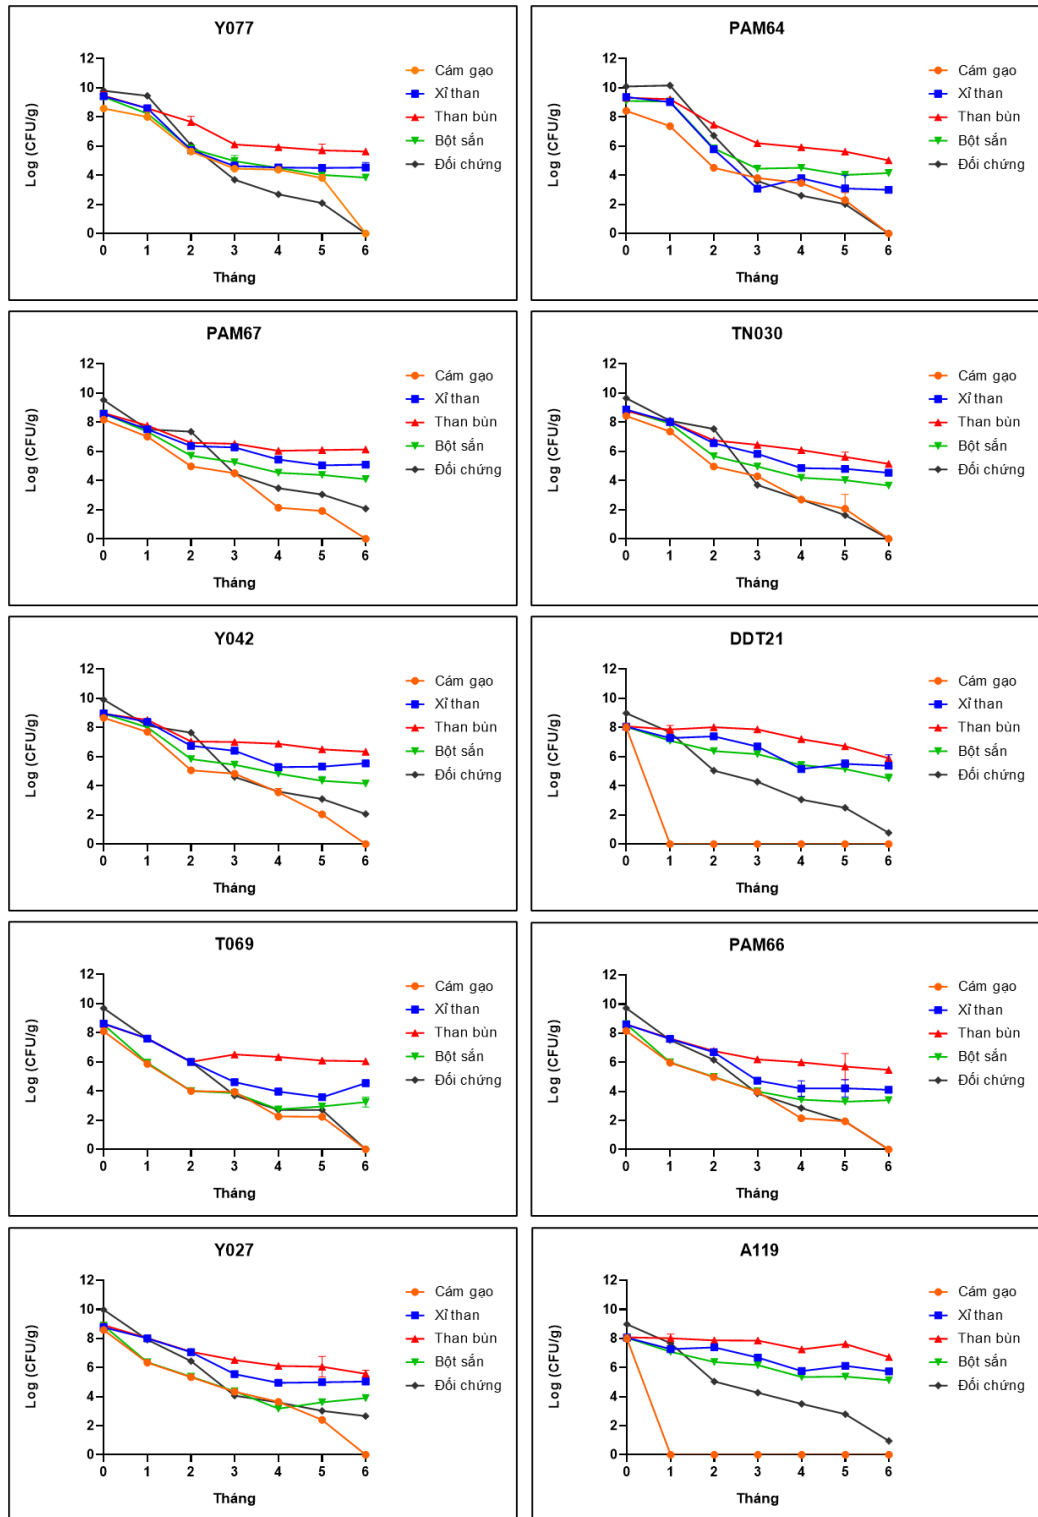 Y077
Log (CFU/g)
12
10
8
6
4
2
0
0 1 2 3 4 5 6
Tháng
Cám gạo
Xỉ than
Than bùn
Bột sắn
Đối chứng
PAM64
Log (CFU/g)
12
10
8
6
4
2
0
0 1 2 3 4 5 6
Tháng
Cám gạo
Xỉ than
Than bùn
Bột sắn
Đối chứng
PAM67
Log (CFU/g)
12
10
8
6
4
2
0
0 1 2 3 4 5 6
Tháng
Cám gạo
Xỉ than
Than bùn
Bột sắn
Đối chứng
TN030
Log (CFU/g)
12
10
8
6
4
2
0
0 1 2 3 4 5 6
Tháng
Cám gạo
Xỉ than
Than bùn
Bột sắn
Đối chứng
Y042
Log (CFU/g)
12
10
8
6
4
2
0
0 1 2 3 4 5 6
Tháng
Cám gạo
Xỉ than
Than bùn
Bột sắn
Đối chứng
DDT21
Log (CFU/g)
12
10
8
6
4
2
0
0 1 2 3 4 5 6
Tháng
Cám gạo
Xỉ than
Than bùn
Bột sắn
Đối chứng
T069
Log (CFU/g)
12
10
8
6
4
2
0
0 1 2 3 4 5 6
Tháng
Cám gạo
Xỉ than
Than bùn
Bột sắn
Đối chứng
PAM66
Log (CFU/g)
12
10
8
6
4
2
0
0 1 2 3 4 5 6
Tháng
Cám gạo
Xỉ than
Than bùn
Bột sắn
Đối chứng
Y027
Log (CFU/g)
12
10
8
6
4
2
0
0 1 2 3 4 5 6
Tháng
Cám gạo
Xỉ than
Than bùn
Bột sắn
Đối chứng
A119
Log (CFU/g)
12
10
8
6
4
2
0
0 1 2 3 4 5 6
Tháng
Cám gạo
Xỉ than
Than bùn
Bột sắn
Đối chứng